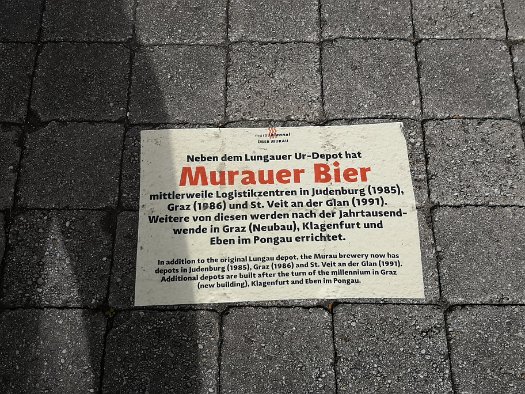 Neben dem Lungauer Ur-Depot hat
Murauer Bier
mittlerweile Logistikzentren in Judenburg (1985),
Graz (1986) und St. Veit an der Glan (1991).
Weitere von diesen werden nach der Jahrtausend-
wende in Graz (Neubau), Klagenfurt und
Eben im Pongau errichtet.
In addition to the original Lungau depot, the Murau brewery now has
depots in Judenburg (1985), Graz (1986) and St. Veit an der Glan (1991).
Additional depots are built after the turn of the millennium in Graz
(new building), Klagenfurt and Eben im Pongau.